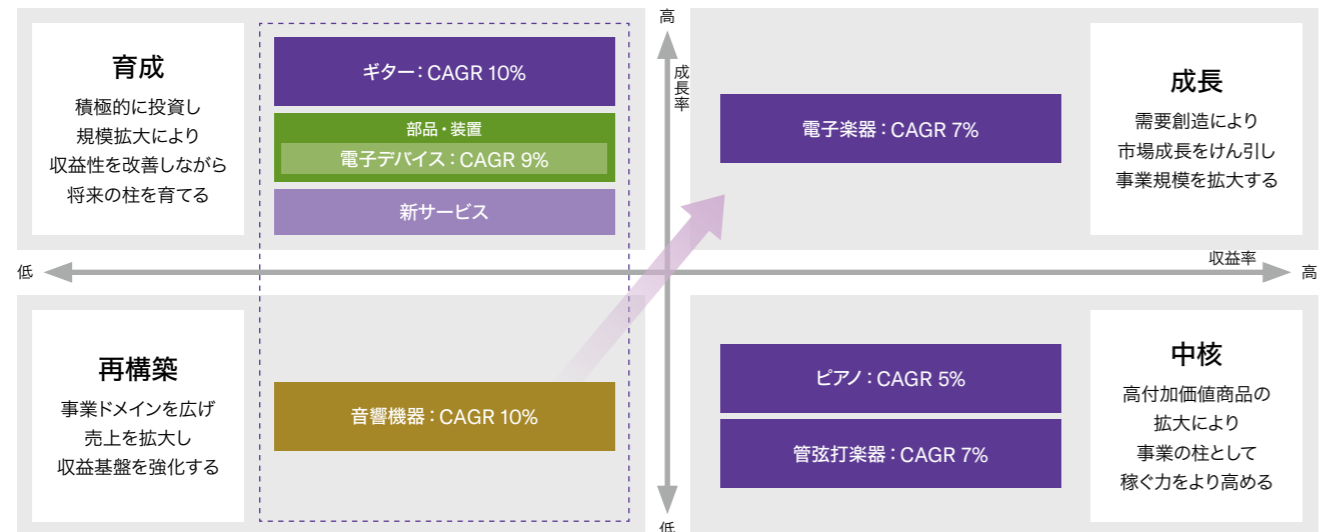 高
成長率
低
収益率
高
低
育成
積極的に投資し
規模拡大により
収益性を改善しながら
将来の柱を育てる
ギター：CAGR 10%
部品・装置
電子デバイス：CAGR 9%
新サービス
電子楽器：CAGR 7%
成長
需要創造により
市場成長をけん引し
事業規模を拡大する
再構築
事業ドメインを広げ
売上を拡大し
収益基盤を強化する
音響機器：CAGR 10%
ピアノ：CAGR 5%
管弦打楽器：CAGR 7%
中核
高付加価値商品の
拡大により
事業の柱として
稼ぐ力をより高める